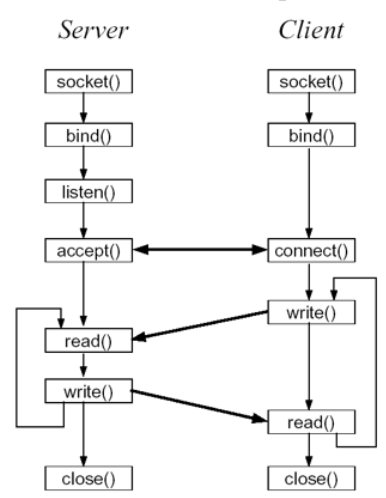 Server
Client
socket()
socket()
bind()
bind()
listen()
accept()
connect()
write()
read()
write()
read()
close()
close()